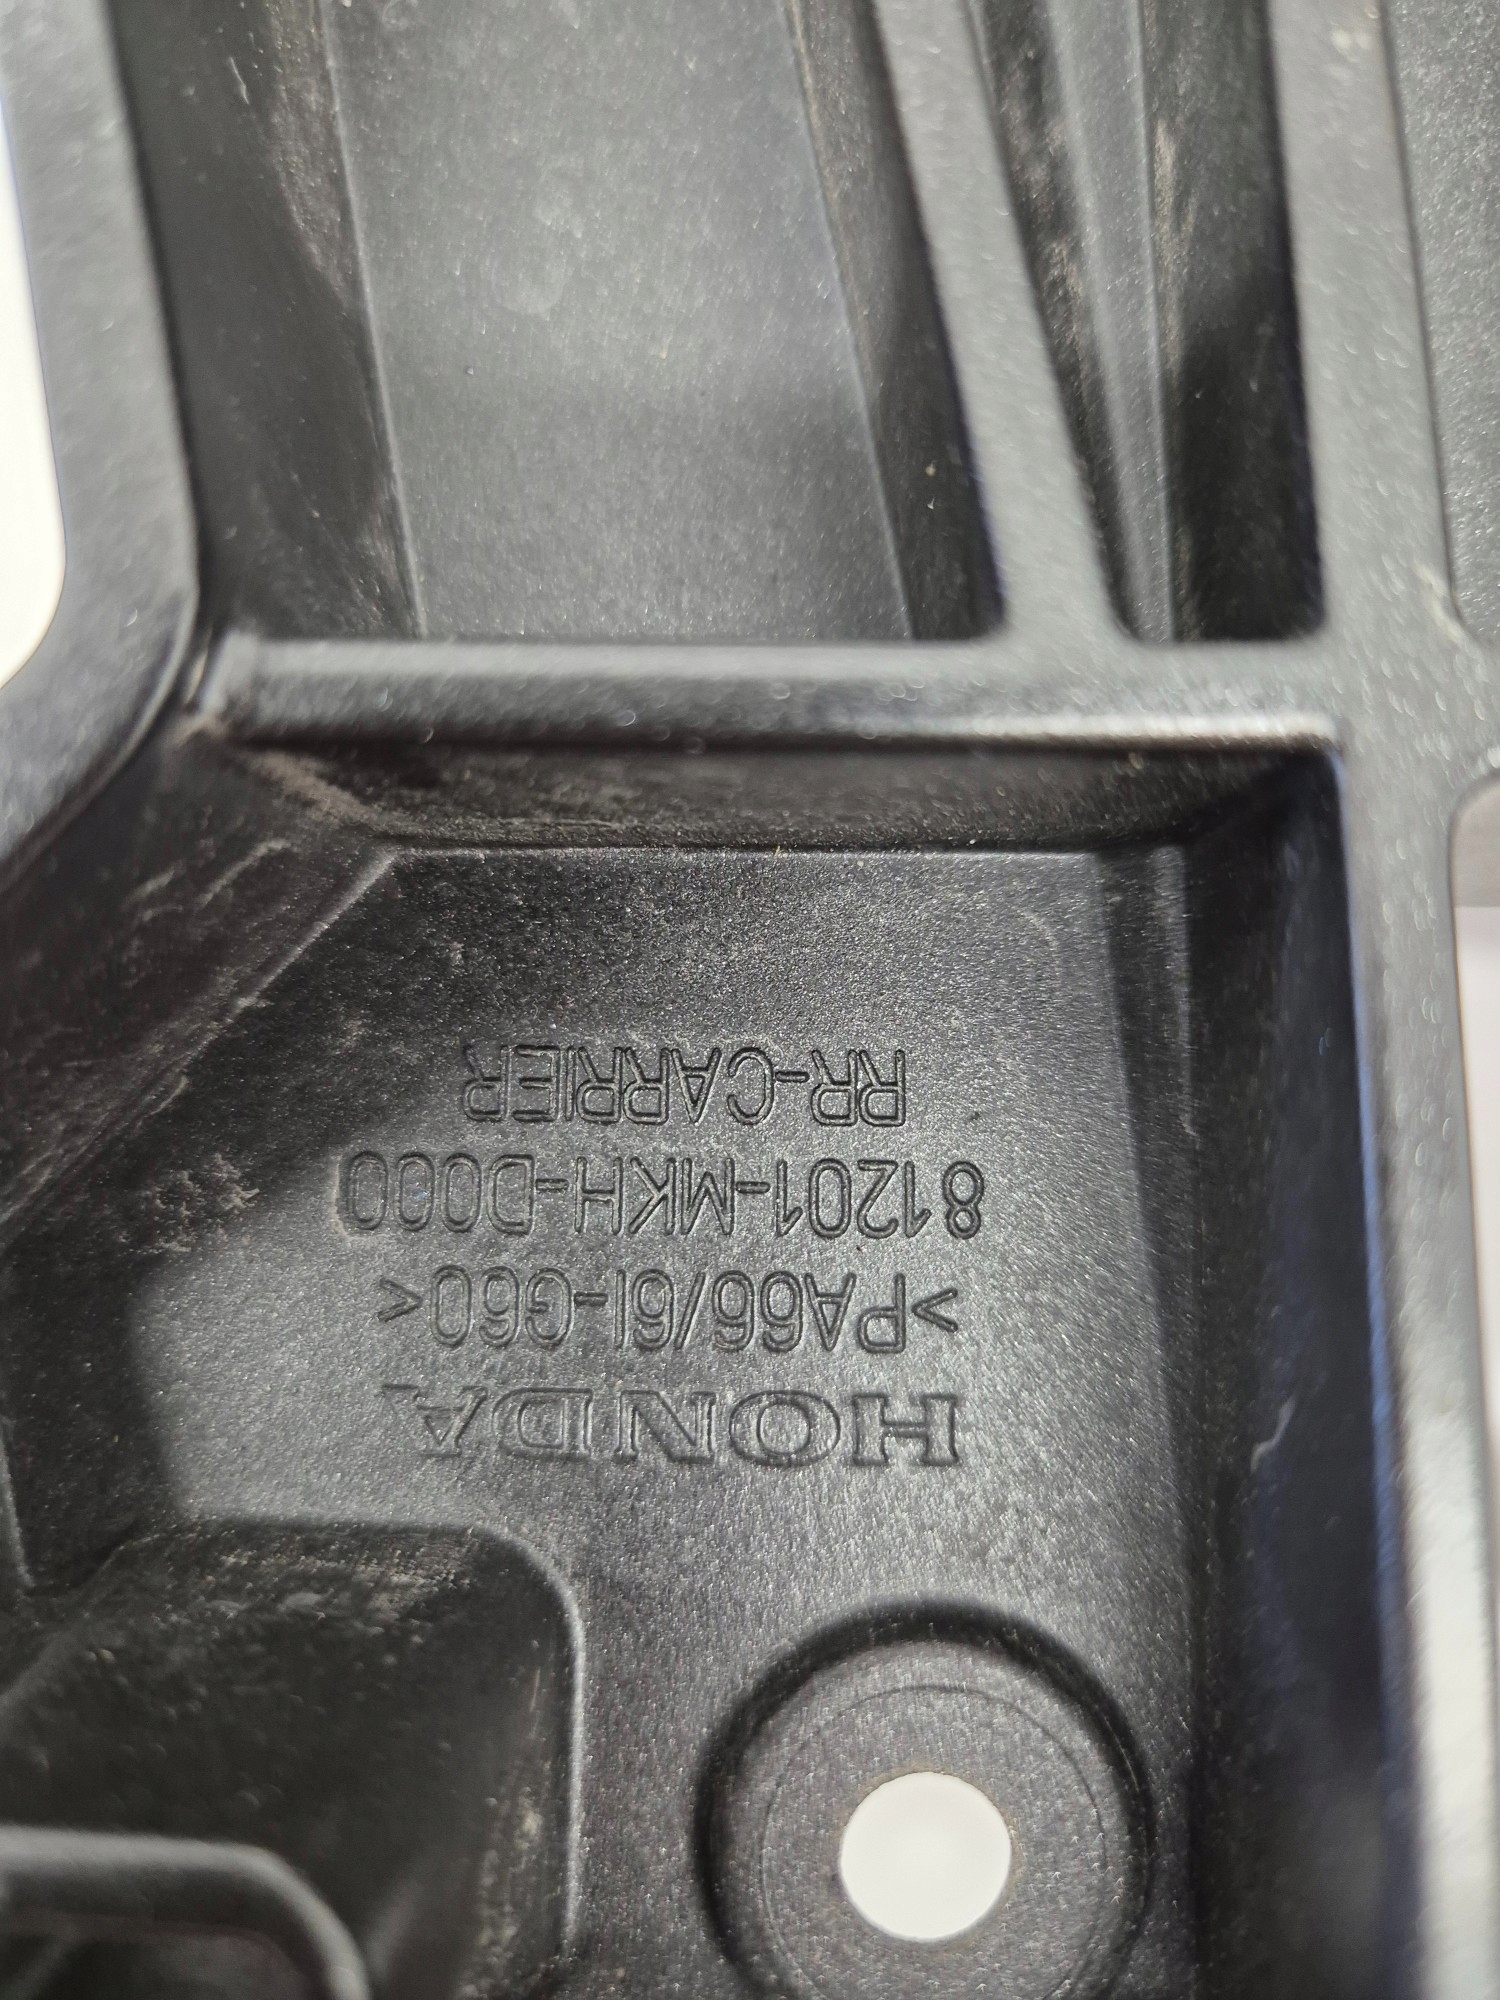 HONDA
>PA66/6I-G60<
81201-MKH-D000
RR-CARRIER